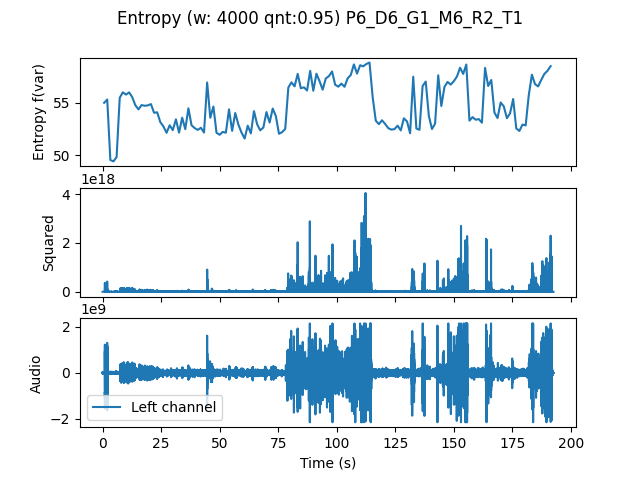 Entropy (w: 4000 qnt:0.95) P6_D6_G1_M6_R2_T1
Entropy f(var)
55
50
1e18
Squared
4
2
0
1e9
Audio
2
0
−2
Left channel
0 25 50 75 100 125 150 175 200
Time (s)